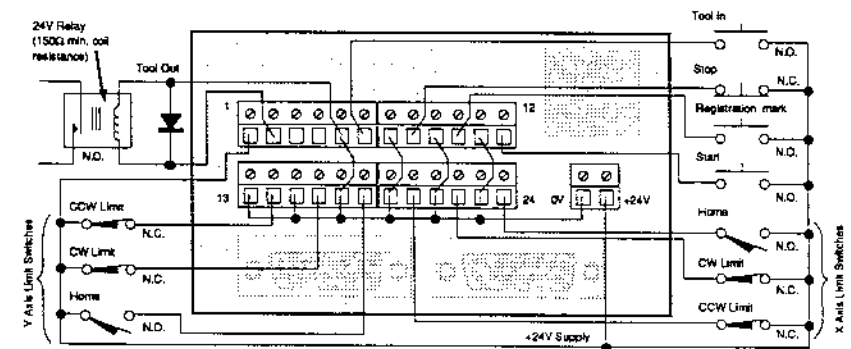 24V Relay
(150Ω min. coil
resistance)
Tool Out
N.O.
1
12
13
24
0V
+24V
Tool In
N.O.
Stop
N.C.
Registration mark
N.O.
Start
N.O.
Y Axis Limit Switches
CCW Limit
N.C.
CW Limit
N.C.
Home
N.O.
X Axis Limit Switches
Home
N.O.
CW Limit
N.C.
CCW Limit
N.C.
+24V Supply